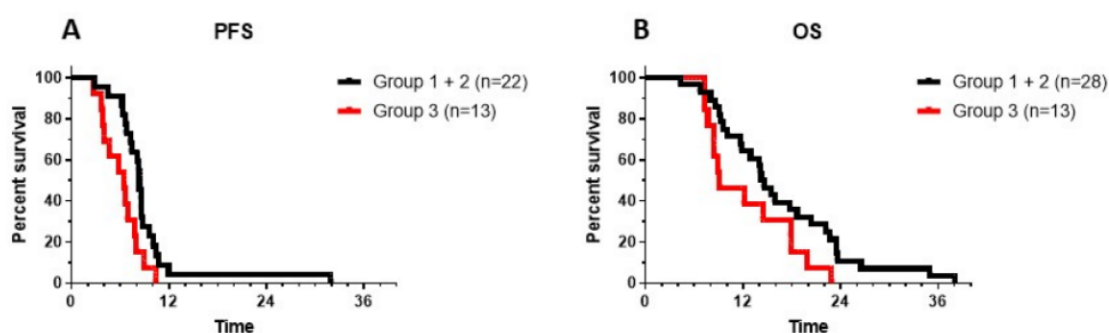 A
PFS
100
80
60
40
20
0
Percent survival
0 12 24 36
Time
Group 1 + 2 (n=22)
Group 3 (n=13)
B
OS
100
80
60
40
20
0
Percent survival
0 12 24 36
Time
Group 1 + 2 (n=28)
Group 3 (n=13)